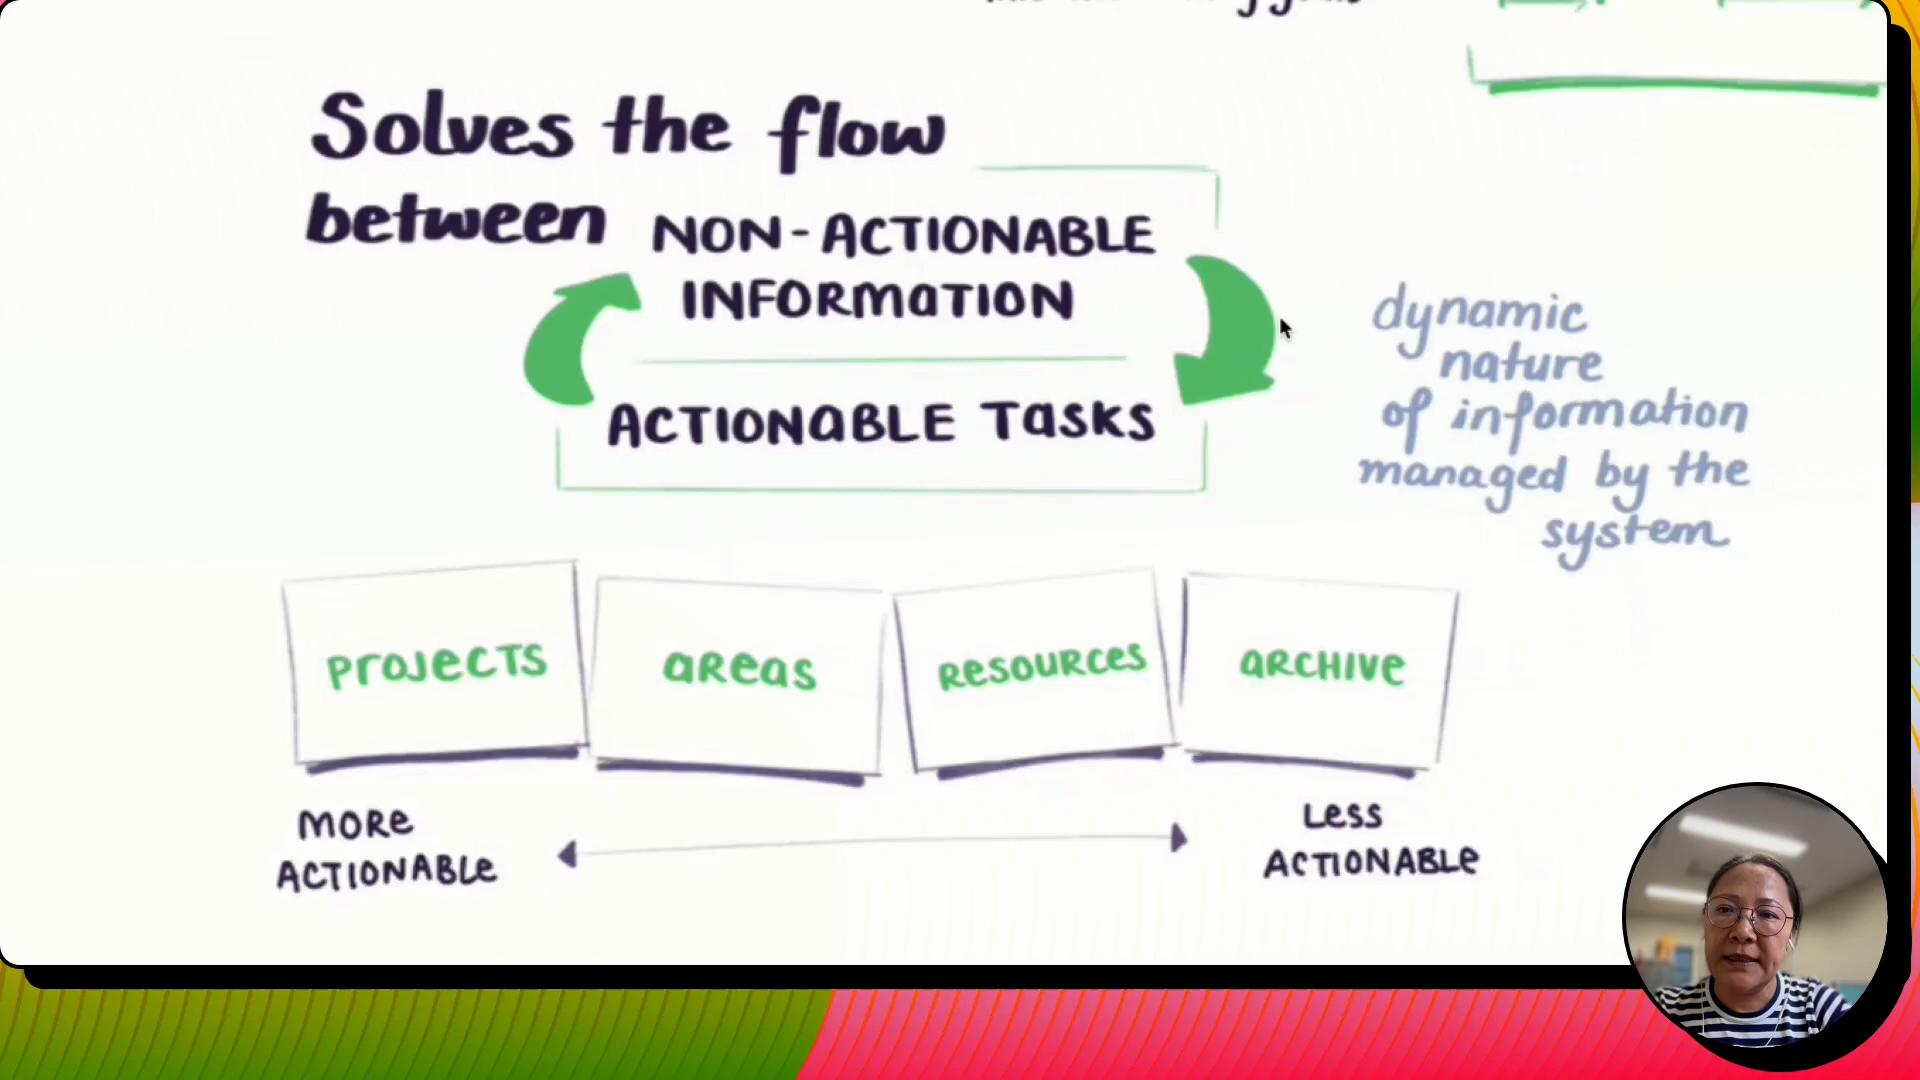 Solves the flow
between
NON-ACTIONABLE
INFORMATION
ACTIONABLE TASKS
dynamic
nature
of information
managed by the
system
PROJECTS
AREAS
RESOURCES
ARCHIVE
MORE
ACTIONABLE
LESS
ACTIONABLE